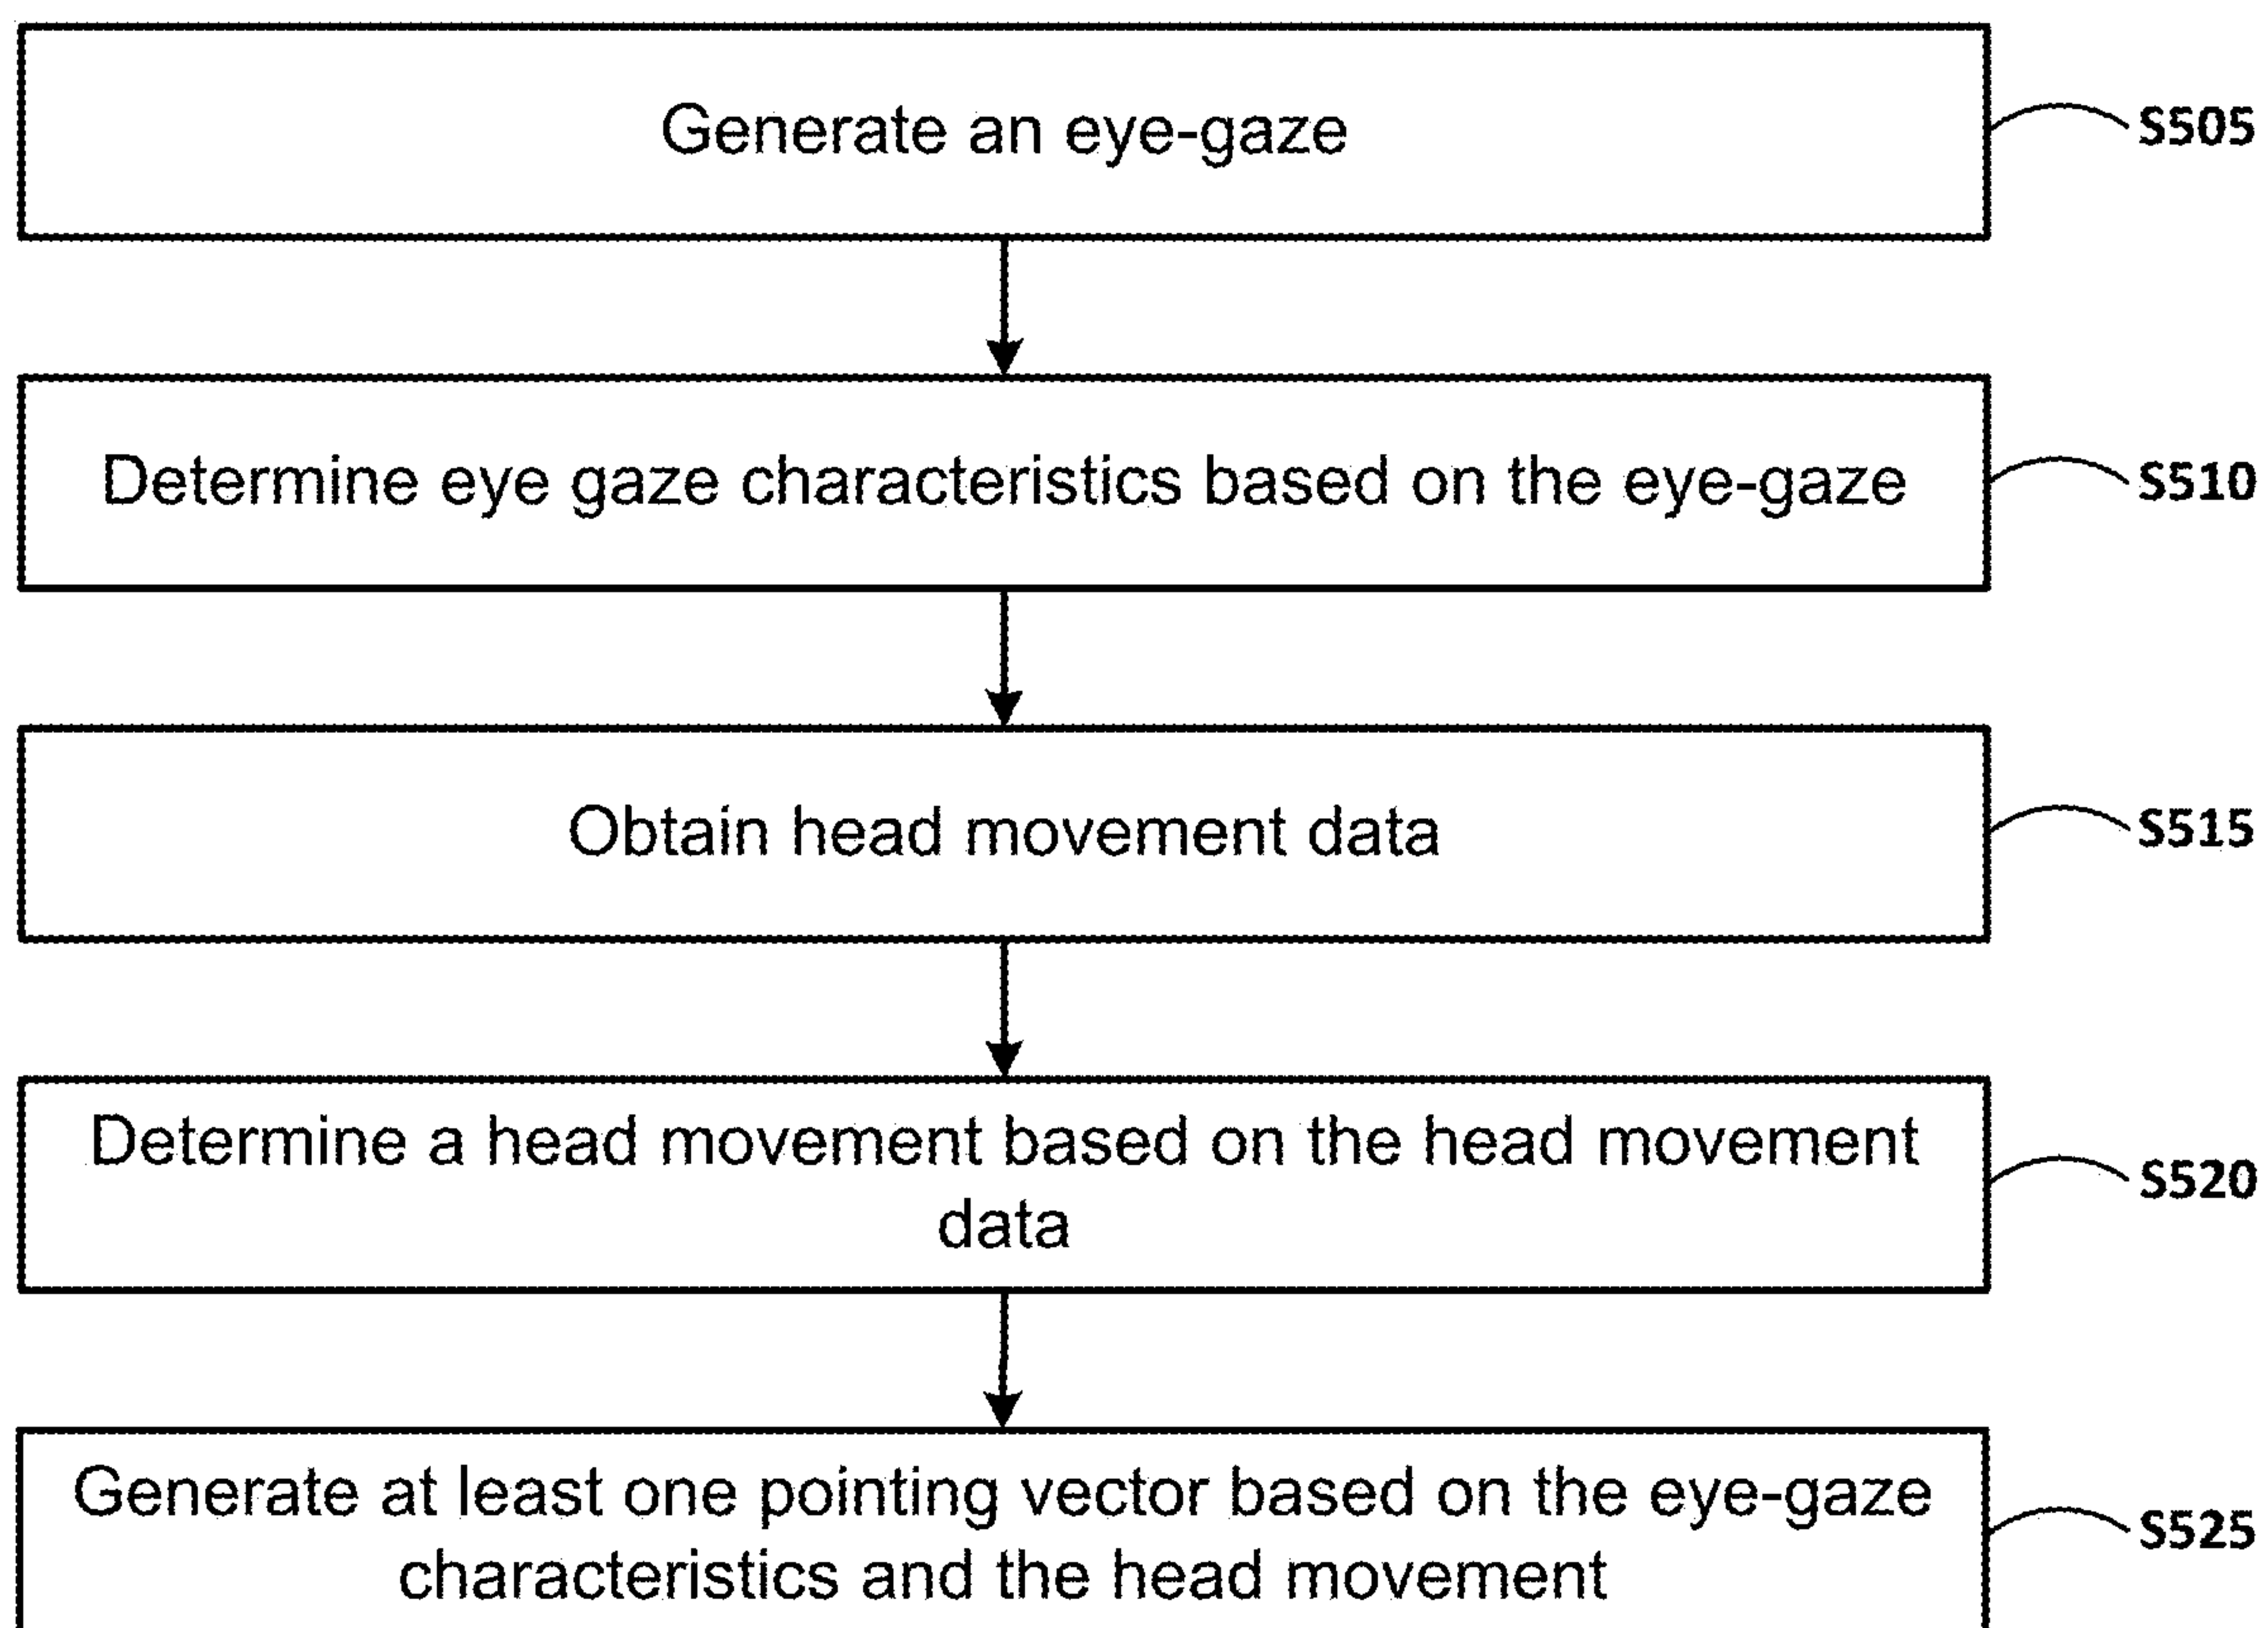 Generate an eye-gaze
S505
Determine eye gaze characteristics based on the eye-gaze
S510
Obtain head movement data
S515
Determine a head movement based on the head movement
data
S520
Generate at least one pointing vector based on the eye-gaze
characteristics and the head movement
S525